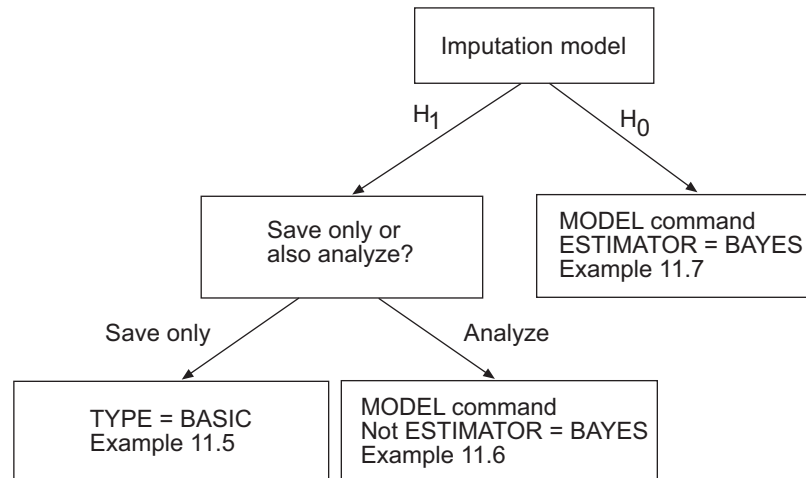 Imputation model
H1
H0
Save only or
also analyze?
MODEL command
ESTIMATOR = BAYES
Example 11.7
Save only
Analyze
TYPE = BASIC
Example 11.5
MODEL command
Not ESTIMATOR = BAYES
Example 11.6